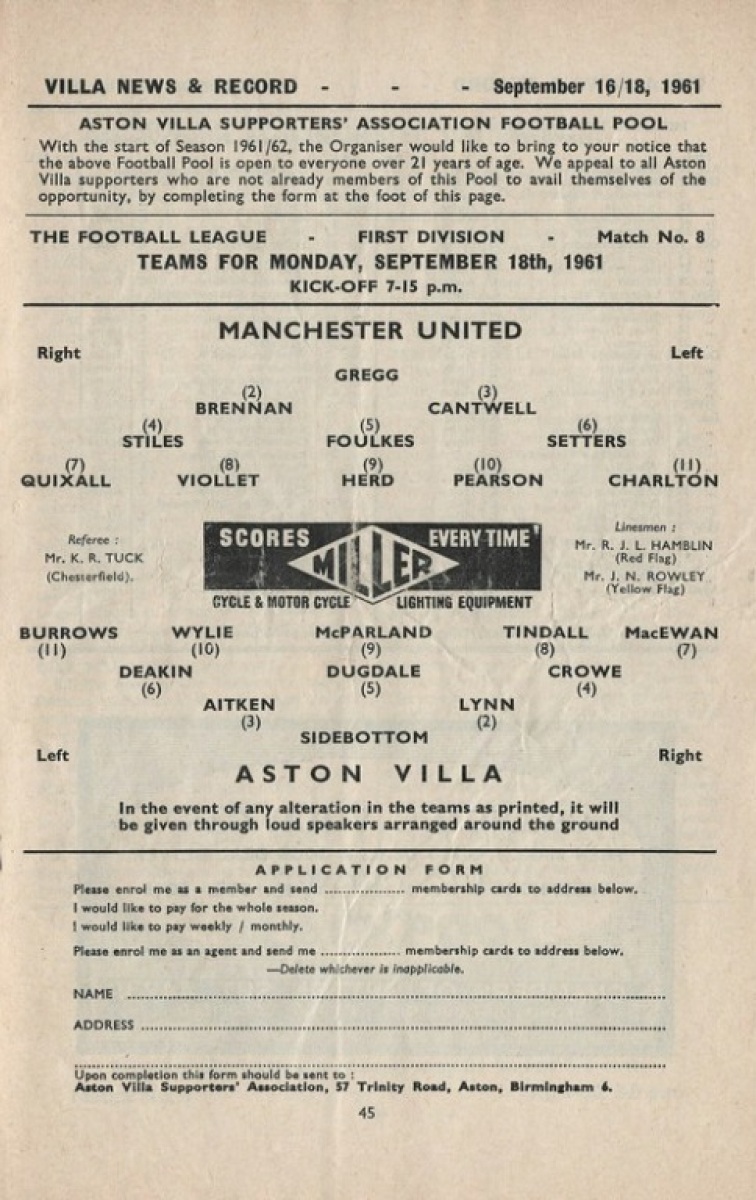 VILLA NEWS & RECORD - - - September 16/18, 1961
ASTON VILLA SUPPORTERS' ASSOCIATION FOOTBALL POOL
With the start of Season 1961/62, the Organiser would like to bring to your notice that
the above Football Pool is open to everyone over 21 years of age. We appeal to all Aston
Villa supporters who are not already members of this Pool to avail themselves of the
opportunity, by completing the form at the foot of this page.
THE FOOTBALL LEAGUE - FIRST DIVISION - Match No. 8
TEAMS FOR MONDAY, SEPTEMBER 18th, 1961
KICK-OFF 7-15 p.m.
MANCHESTER UNITED
Right Left
GREGG
(2) (3)
BRENNAN CANTWELL
(4) (5) (6)
STILES FOULKES SETTERS
(7) (8) (9) (10) (11)
QUIXALL VIOLLET HERD PEARSON CHARLTON
Referee :
Mr. K. R. TUCK
(Chesterfield).
SCORES EVERY TIME
MILLER
CYCLE & MOTOR CYCLE LIGHTING EQUIPMENT
Linesmen :
Mr. R. J. L. HAMBLIN
(Red Flag)
Mr. J. N. ROWLEY
(Yellow Flag)
BURROWS WYLIE McPARLAND TINDALL MacEWAN
(11) (10) (9) (8) (7)
DEAKIN DUGDALE CROWE
(6) (5) (4)
AITKEN LYNN
(3) (2)
SIDEBOTTOM
Left Right
ASTON VILLA
In the event of any alteration in the teams as printed, it will
be given through loud speakers arranged around the ground
APPLICATION FORM
Please enrol me as a member and send .................. membership cards to address below.
I would like to pay for the whole season.
I would like to pay weekly / monthly.
Please enrol me as an agent and send me .................. membership cards to address below.
—Delete whichever is inapplicable.
NAME ..................
ADDRESS ..................
Upon completion this form should be sent to :
Aston Villa Supporters' Association, 57 Trinity Road, Aston, Birmingham 6.
45